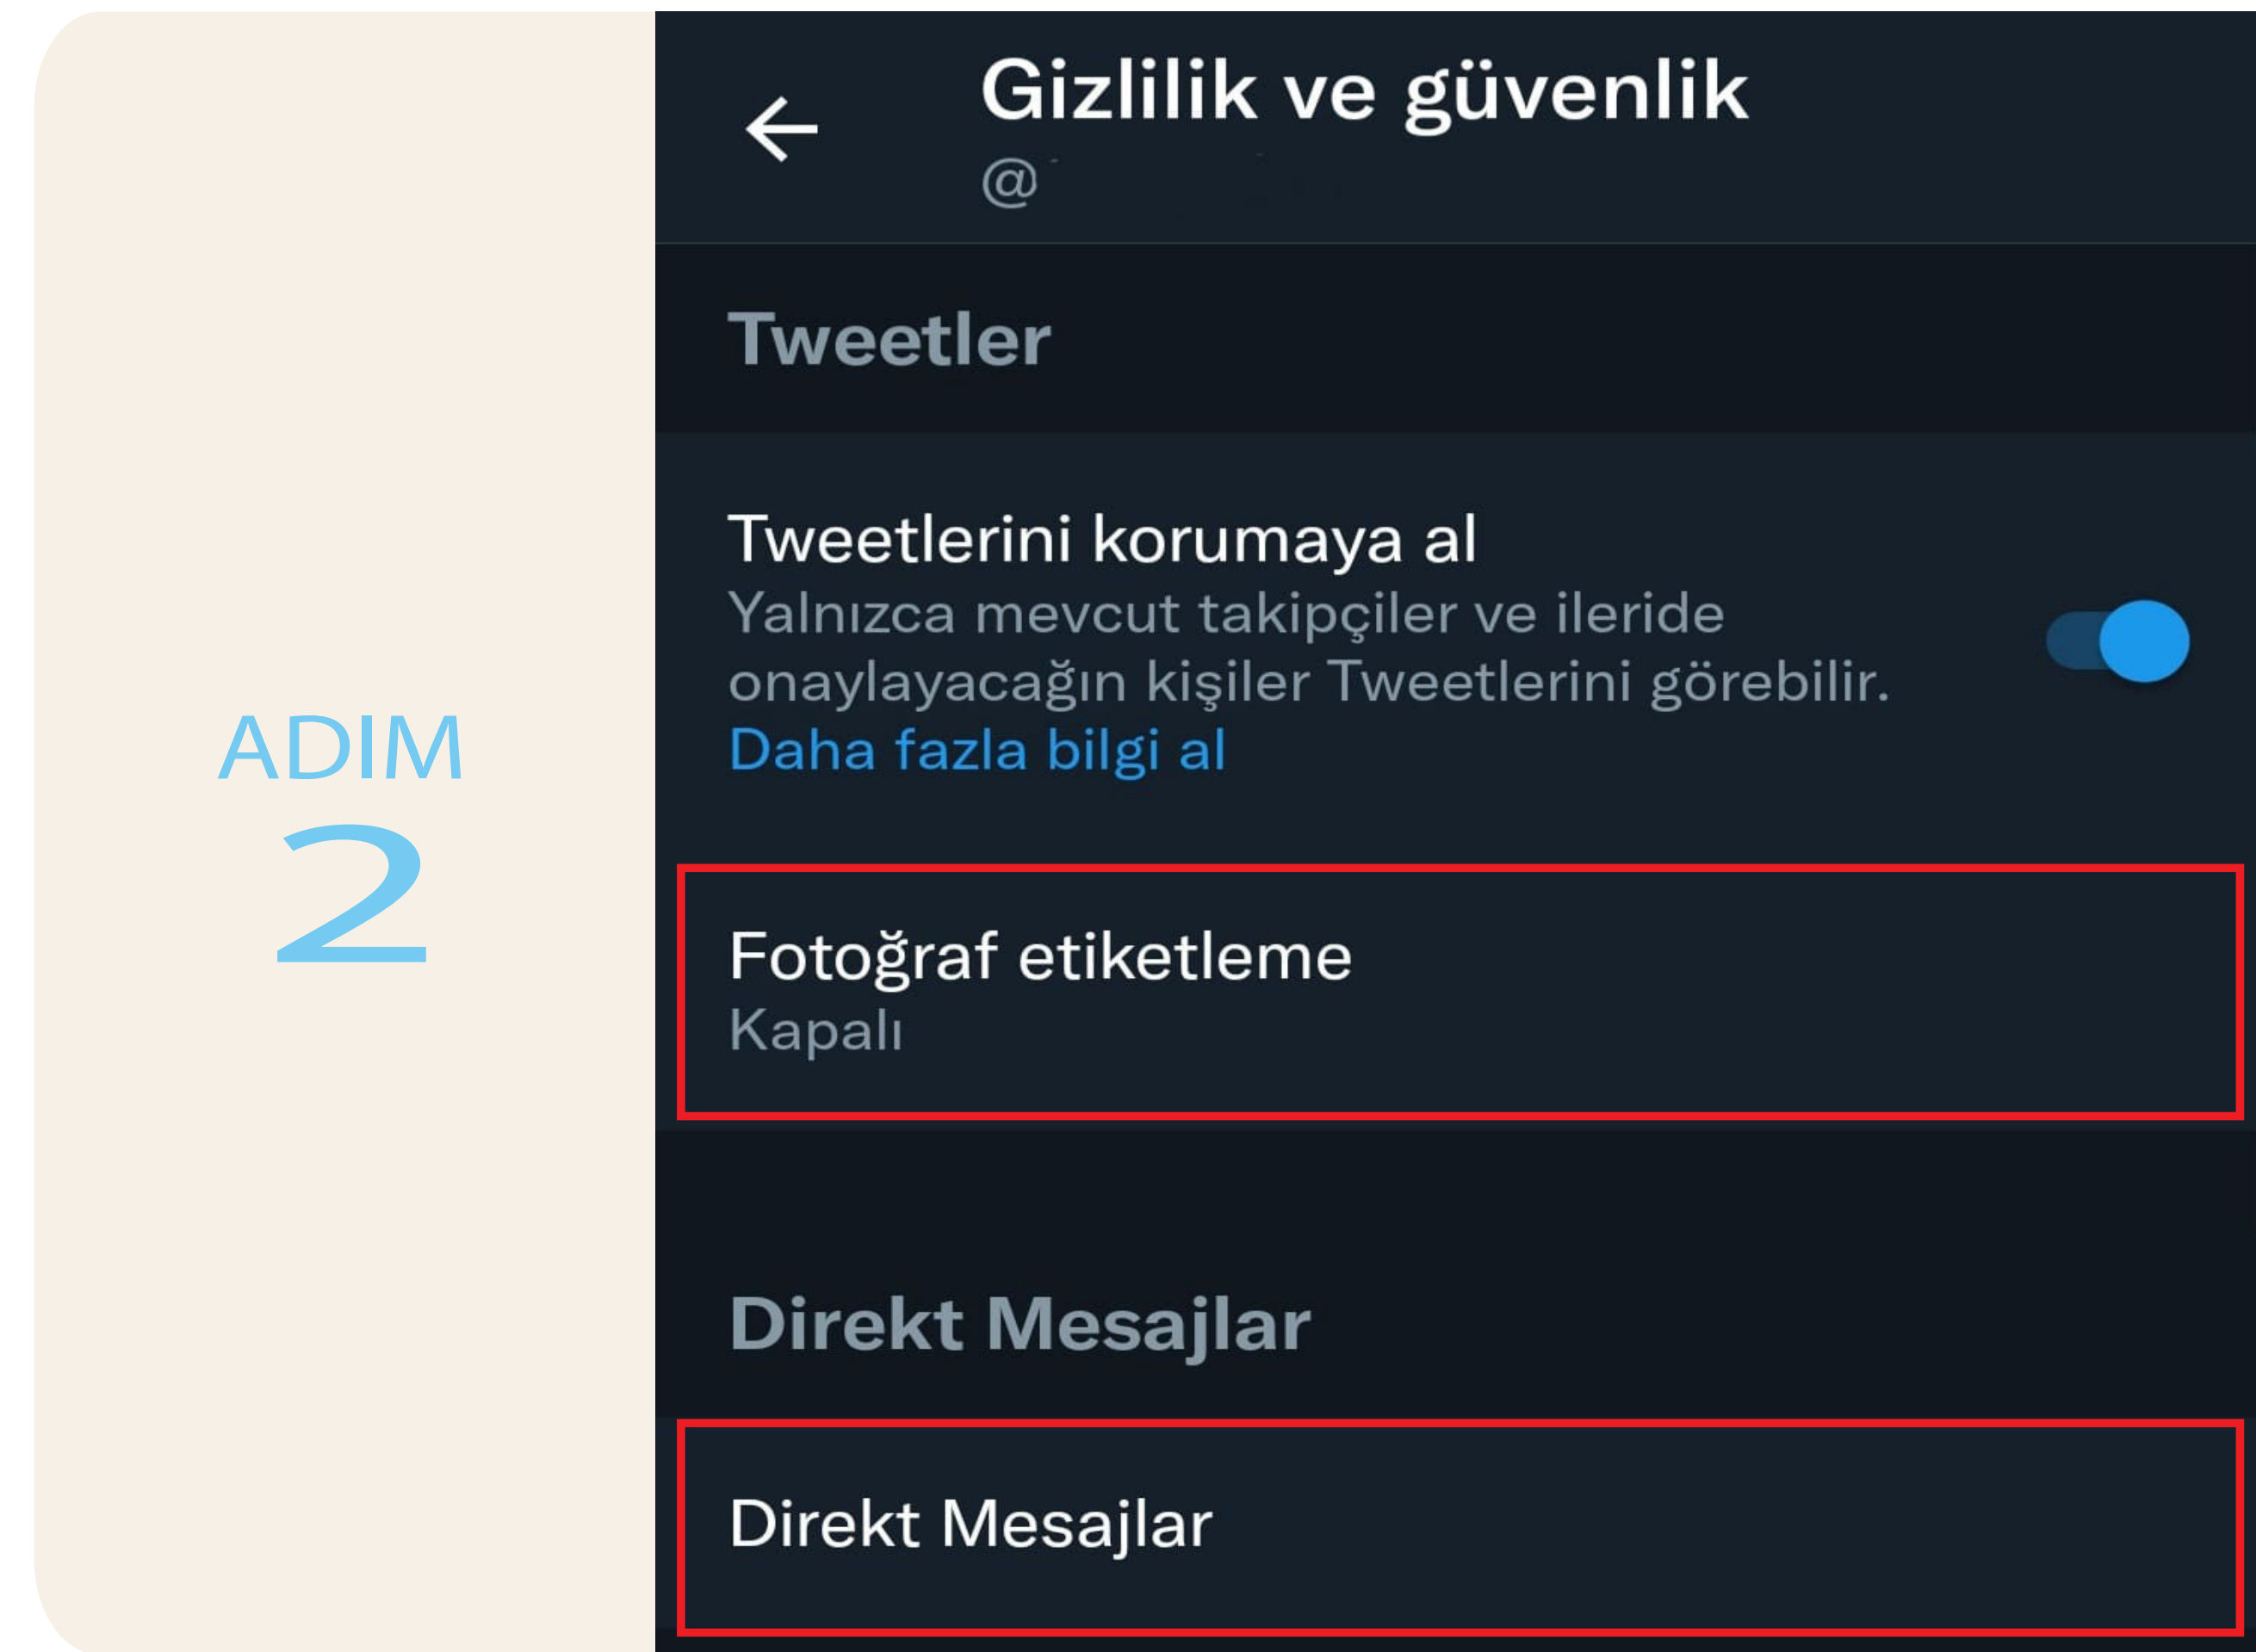 ADIM
2
Gizlilik ve güvenlik
@
Tweetler
Tweetlerini korumaya al
Yalnızca mevcut takipçiler ve ileride
onaylayacağın kişiler Tweetlerini görebilir.
Daha fazla bilgi al
Fotoğraf etiketleme
Kapalı
Direkt Mesajlar
Direkt Mesajlar